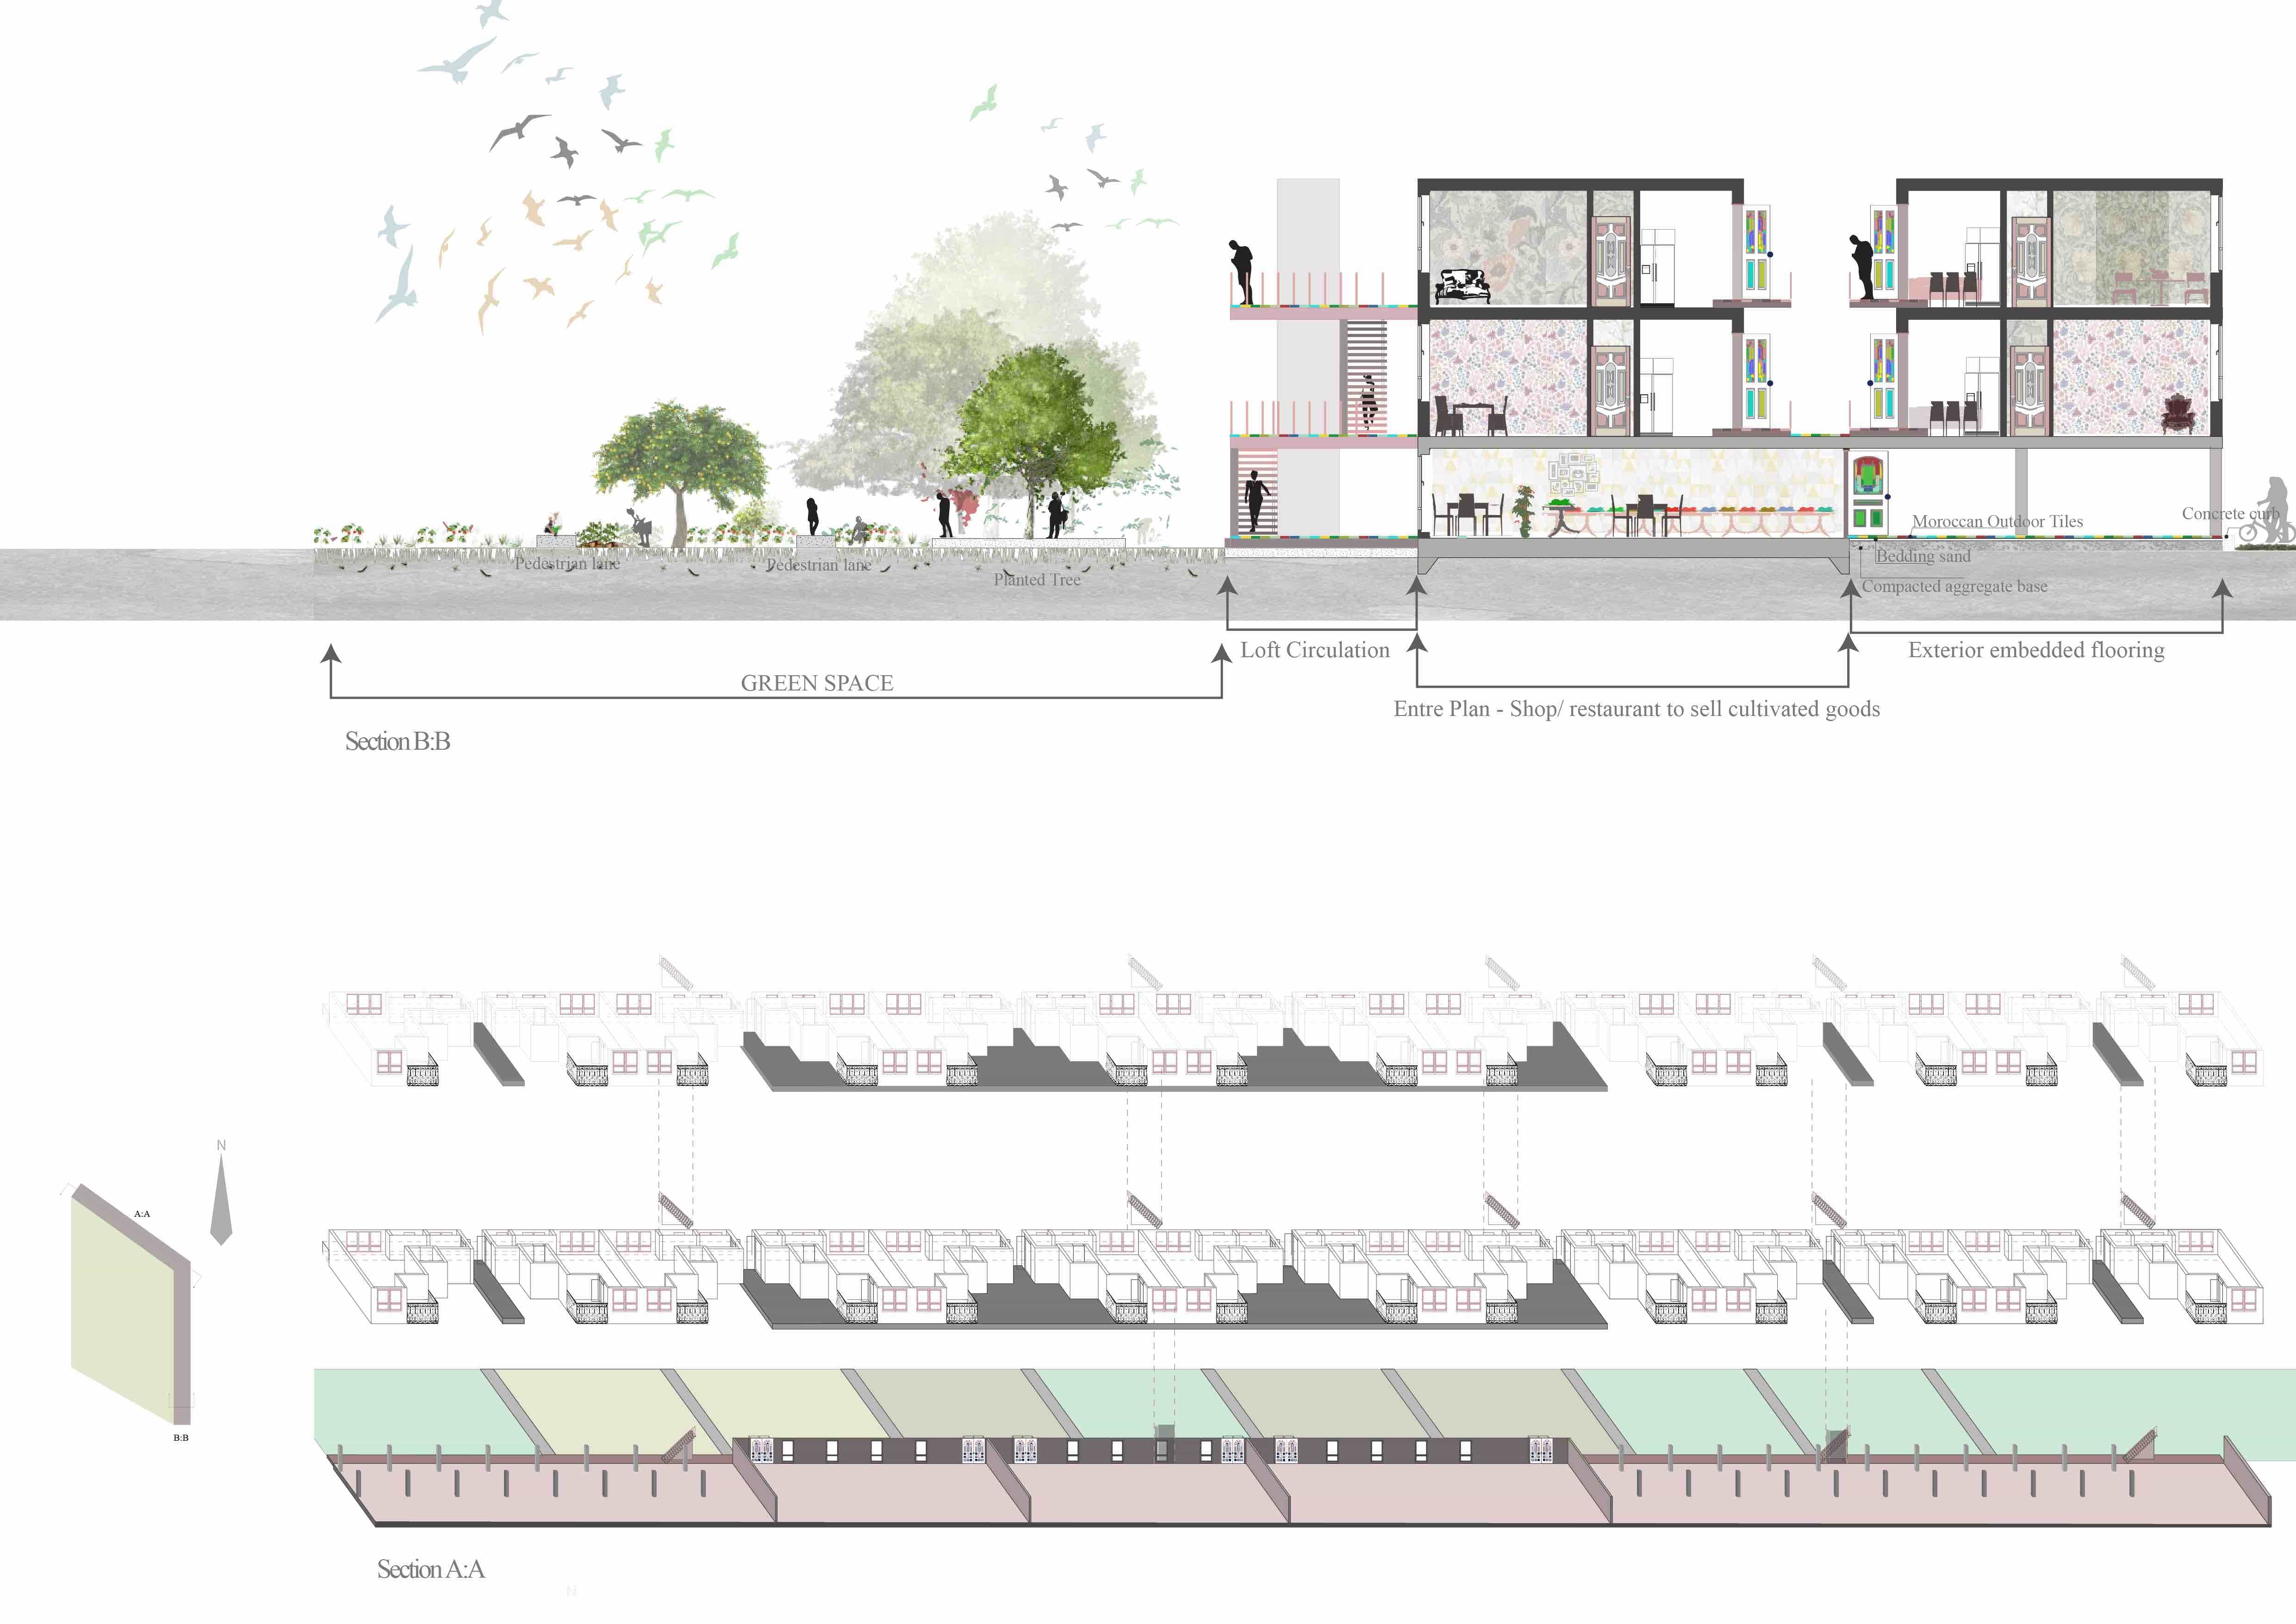 Moroccan Outdoor Tiles
Concrete curb
Pedestrian lane
Pedestrian lane
Planted Tree
Bedding sand
Compacted aggregate base
Loft Circulation
Exterior embedded flooring
GREEN SPACE
Entre Plan - Shop/ restaurant to sell cultivated goods
Section B:B
N
A:A
B:B
Section A:A
N